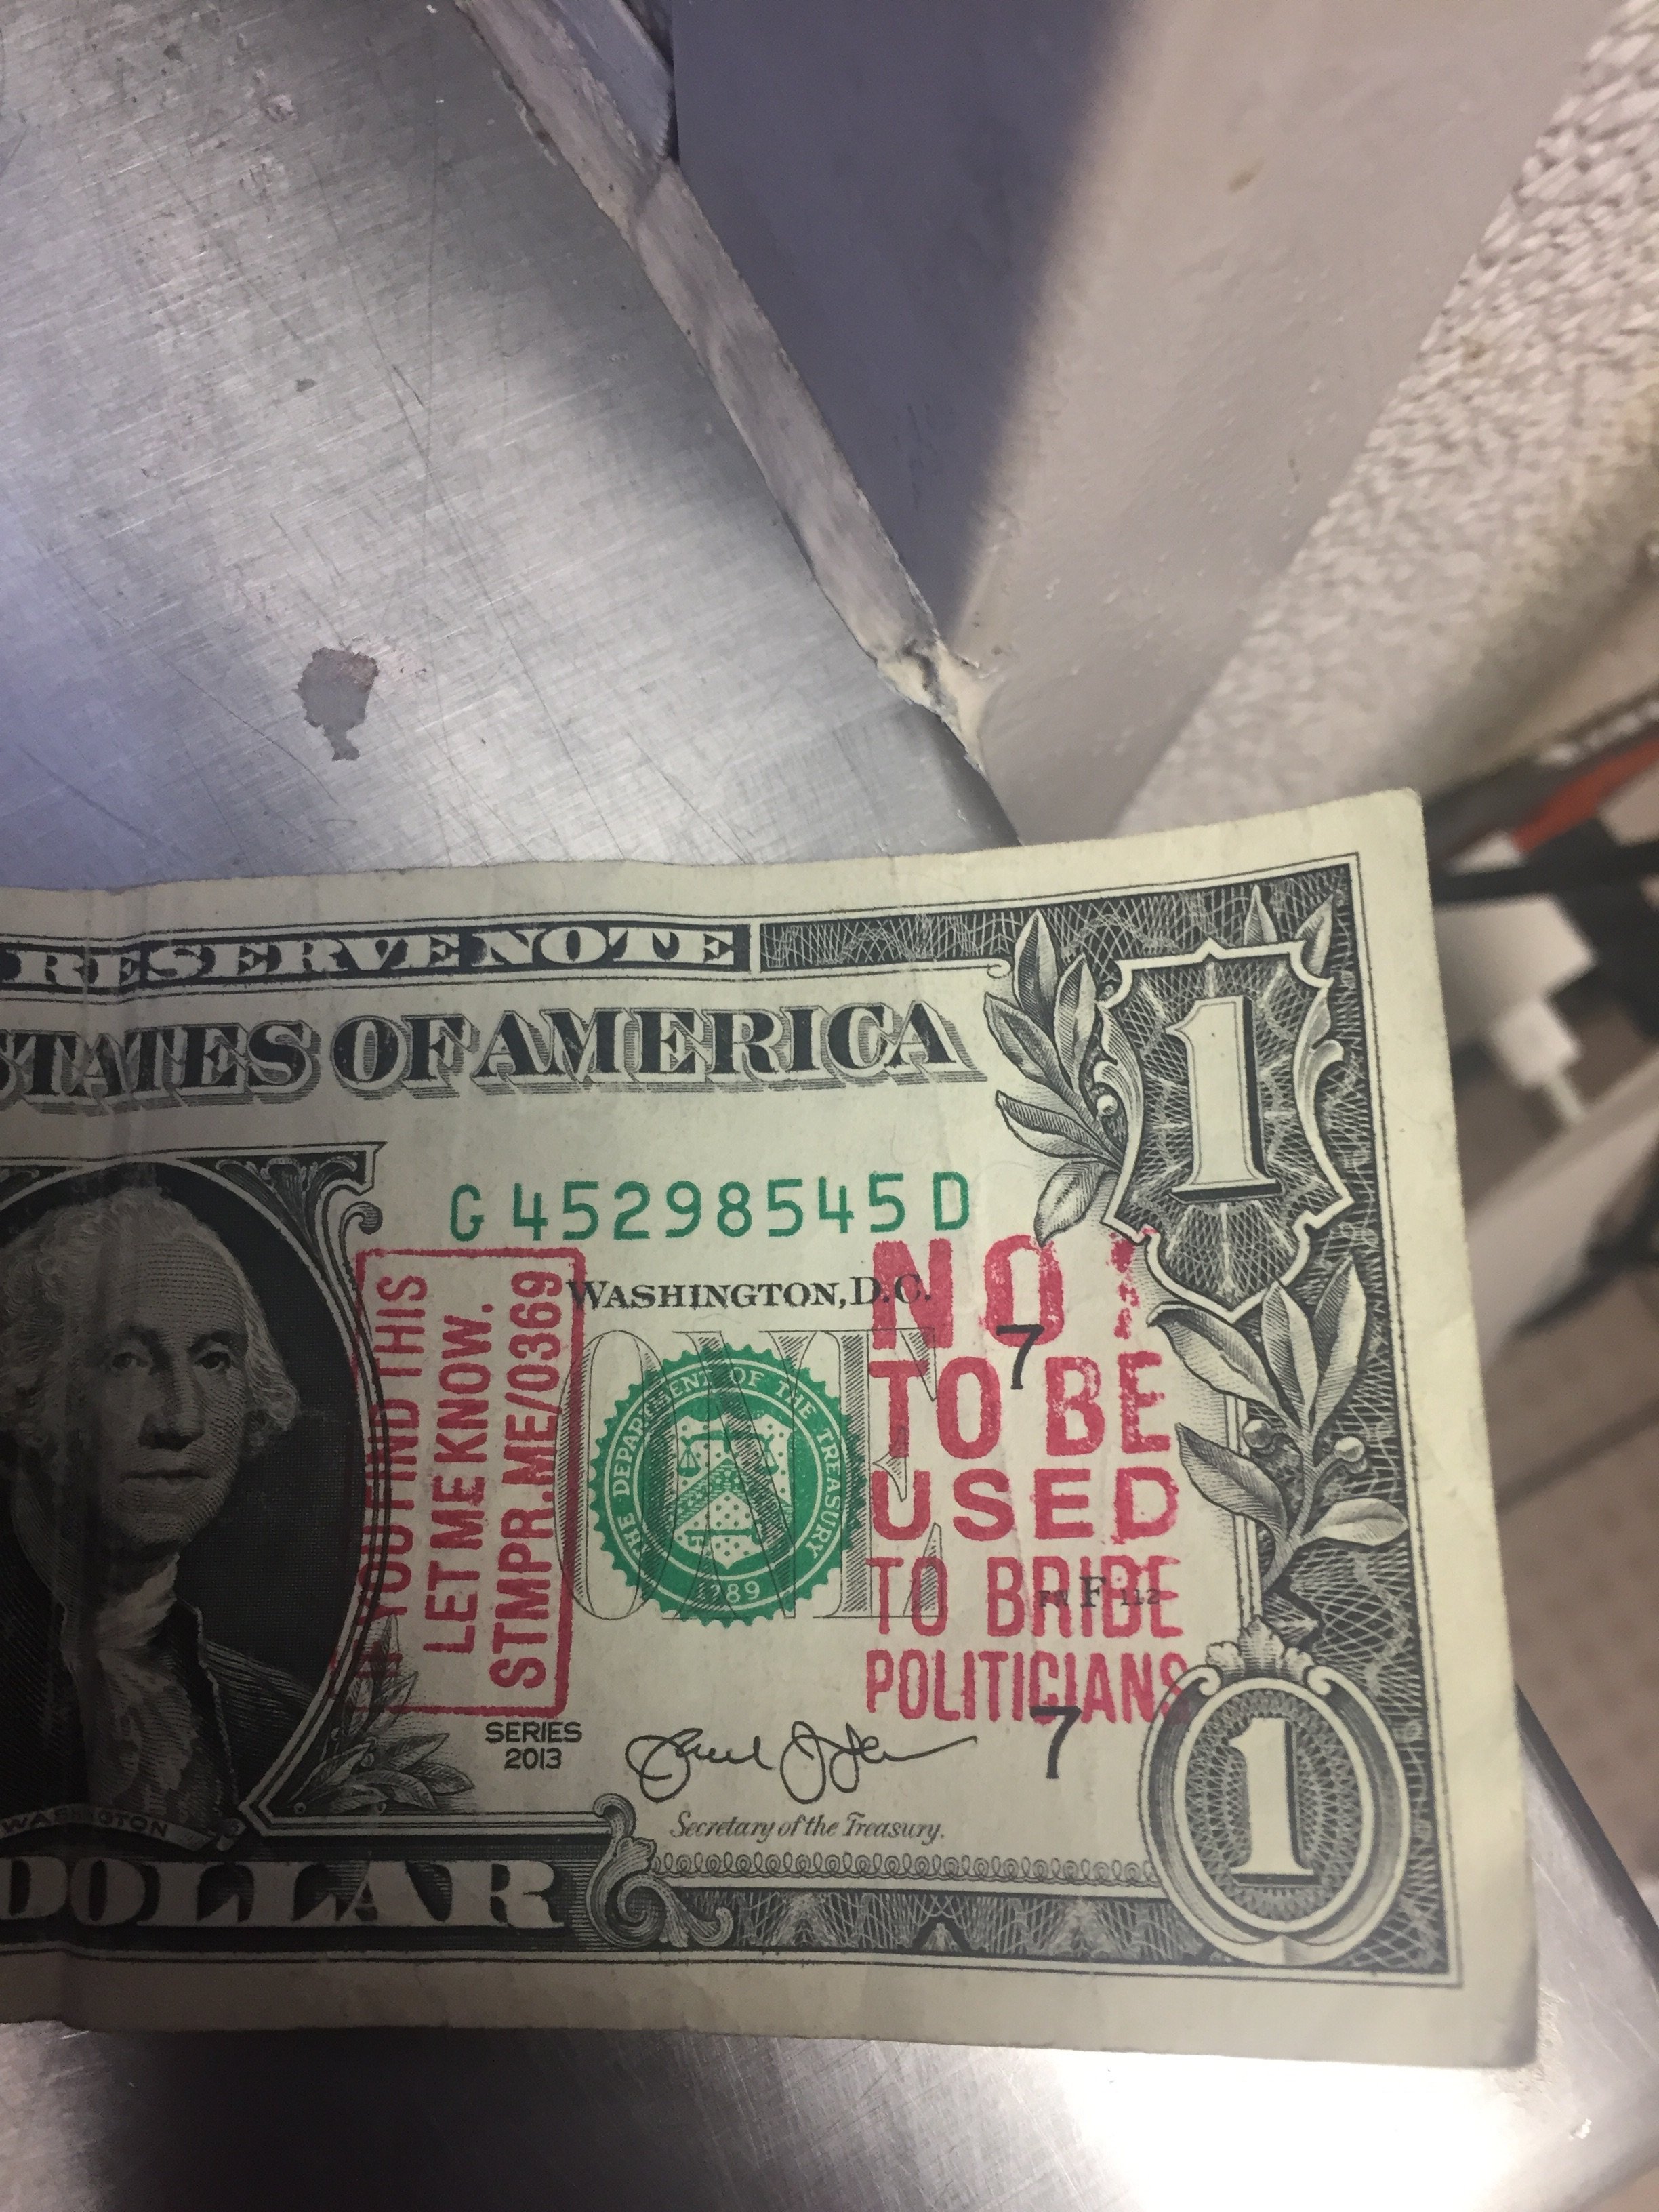 RESERVE NOTE
STATES OF AMERICA
1
G 45298545 D
WASHINGTON, D.C.
YOU FIND THIS
LET ME KNOW.
STMPR.ME/0369
ONE
THE DEPARTMENT OF THE TREASURY
1789
NOT
7
TO BE
USED
TO BRIBE
F 112
POLITICIANS
7
SERIES
2013
Secretary of the Treasury.
WASHINGTON
DOLLAR
1